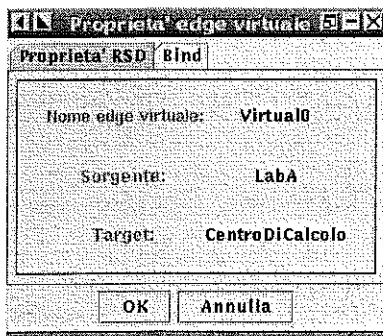 Proprieta' edge virtuale
Proprieta' RSD Bind
Nome edge virtuale: Virtual0
Sorgente: LabA
Target: CentroDiCalcolo
OK Annulla